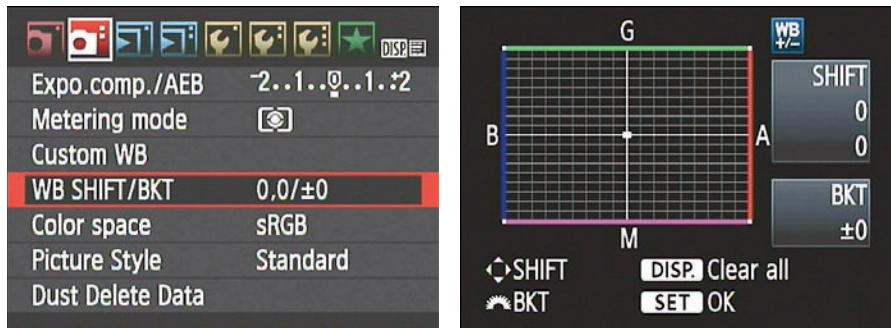 DISP.
Expo.comp./AEB -2..1..0..1..+2
Metering mode
Custom WB
WB SHIFT/BKT 0,0/±0
Color space sRGB
Picture Style Standard
Dust Delete Data
G
WB
+/-
SHIFT
0
0
B
A
BKT
±0
M
SHIFT DISP. Clear all
BKT SET OK